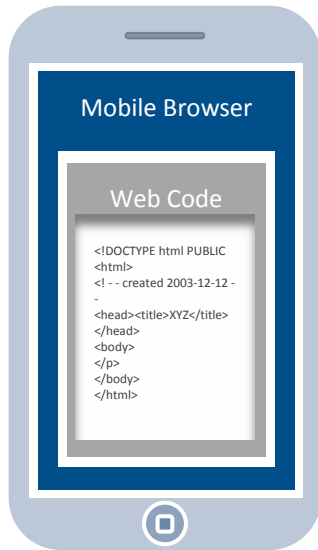 Mobile Browser
Web Code
<!DOCTYPE html PUBLIC
<html>
<! - - created 2003-12-12 -
-
<head><title>XYZ</title>
</head>
<body>
</p>
</body>
</html>